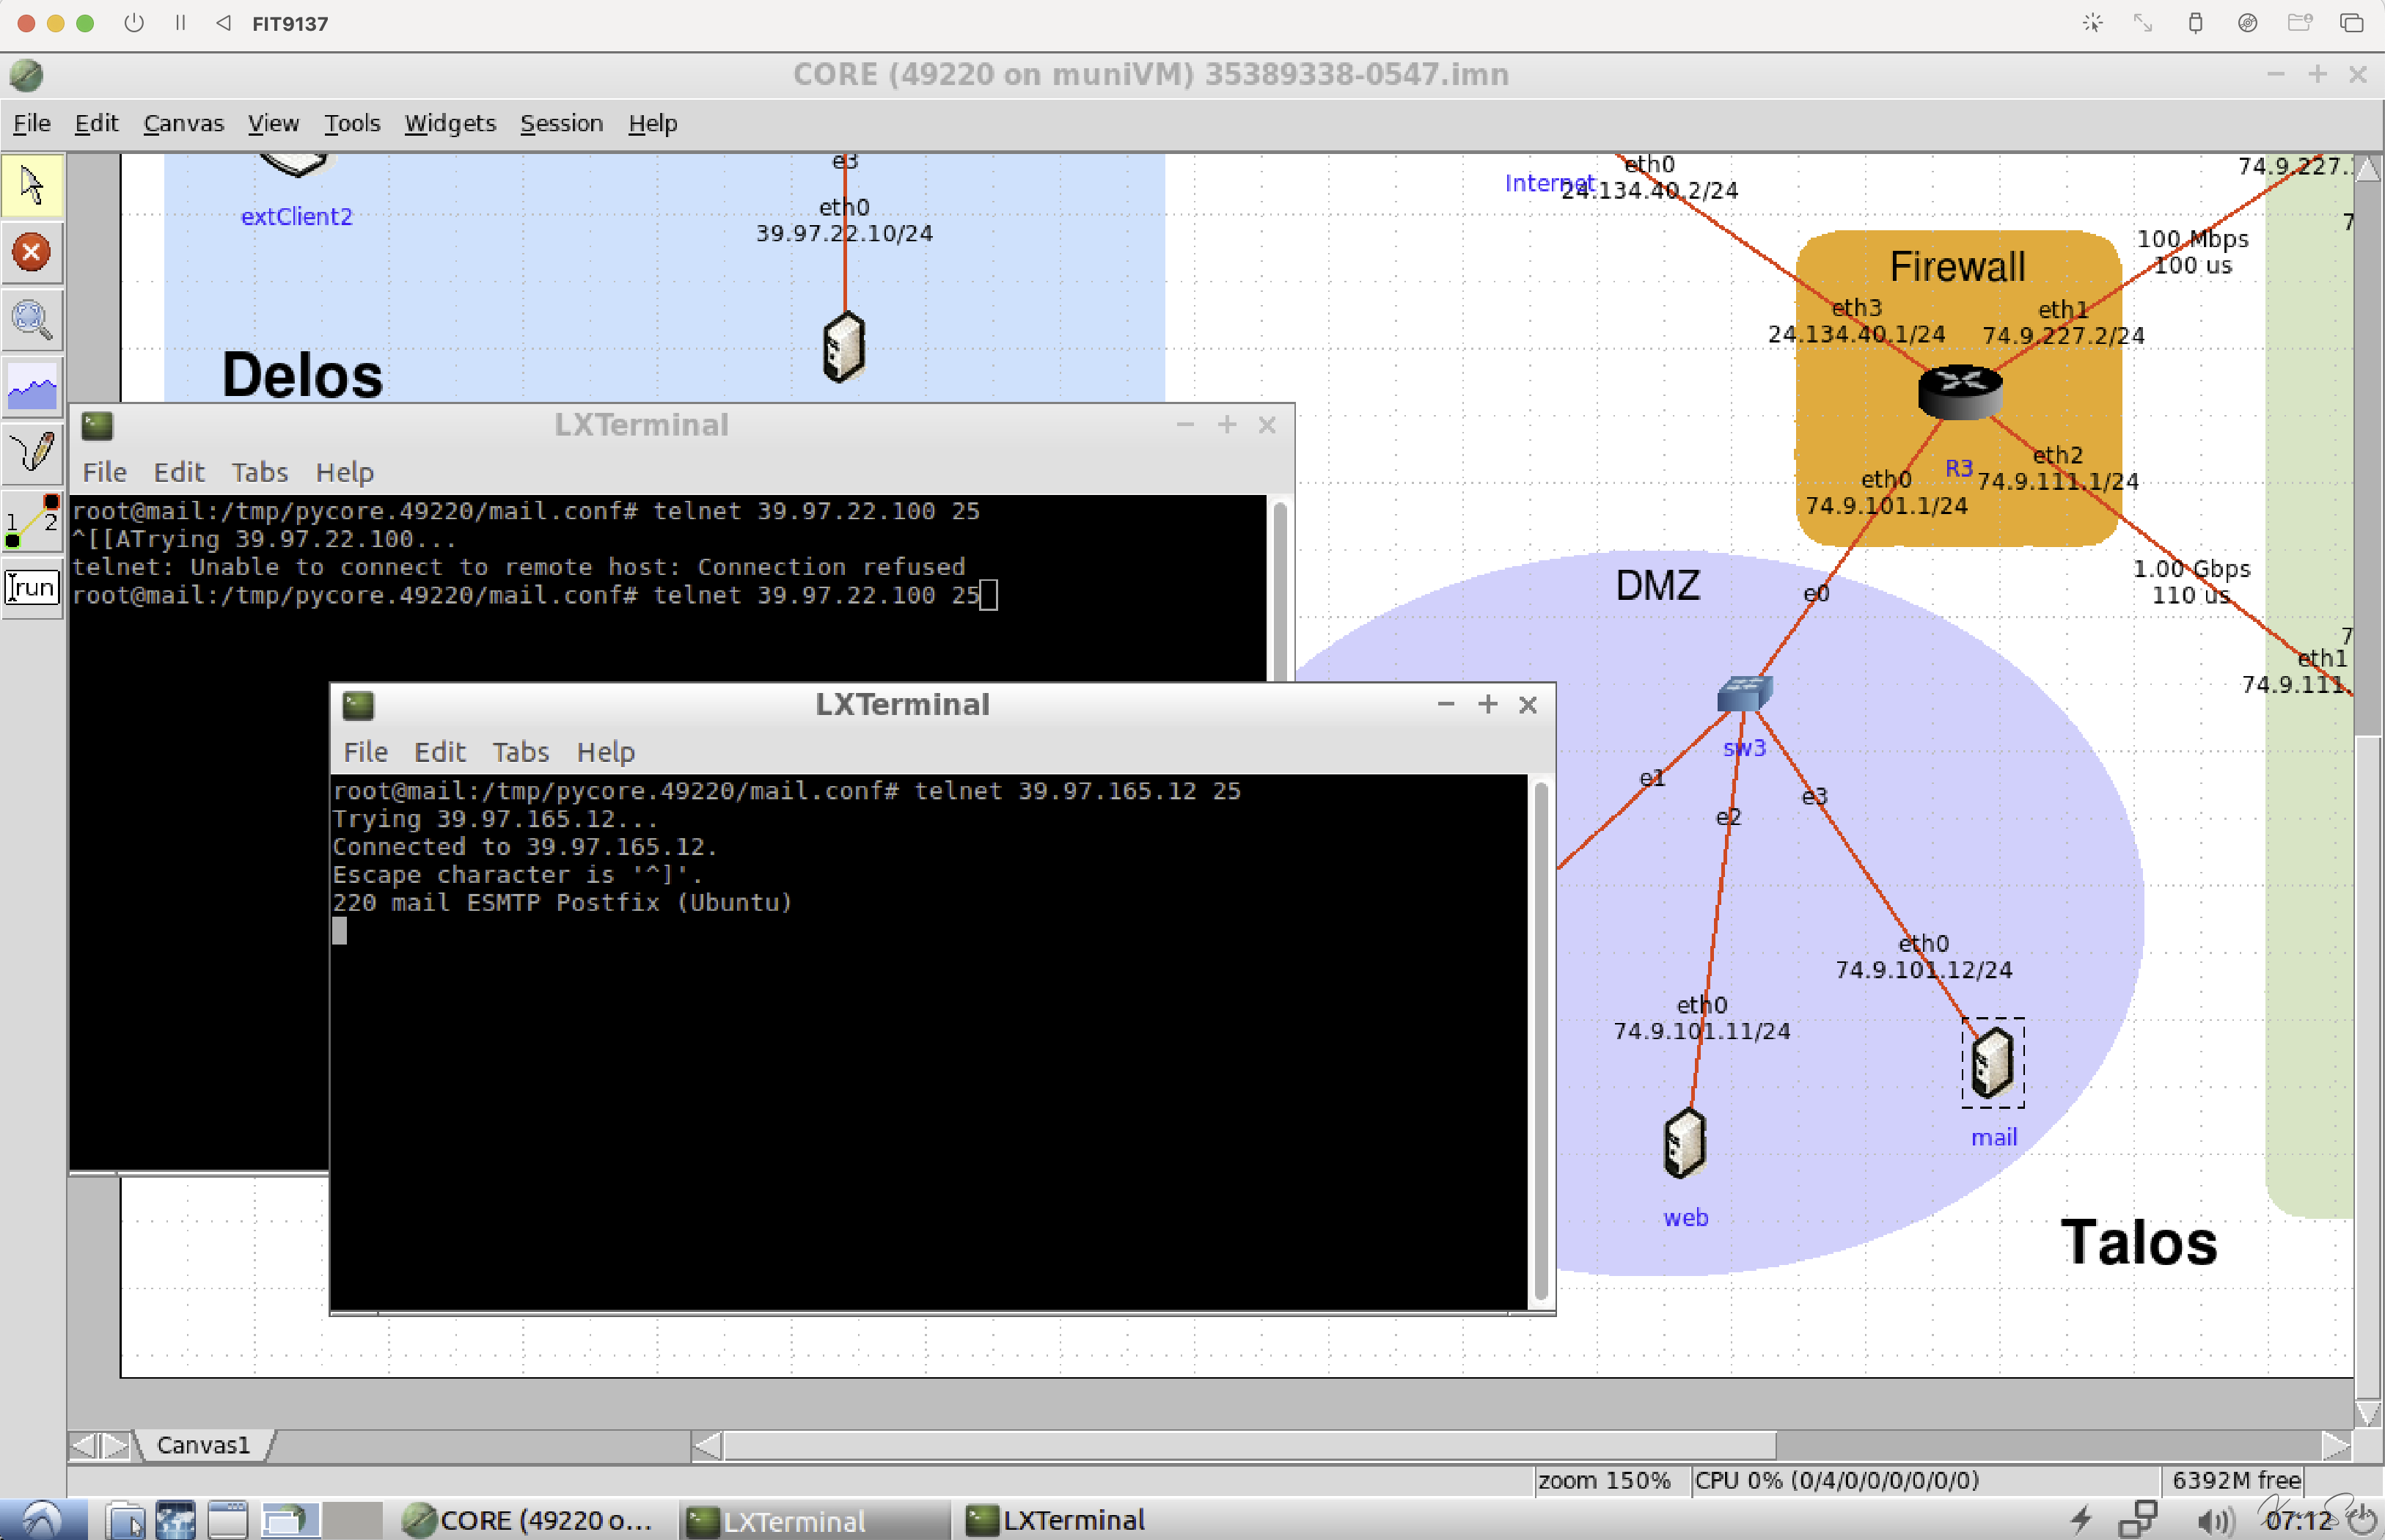 FIT9137
CORE (49220 on muniVM) 35389338-0547.imn
File Edit Canvas View Tools Widgets Session Help
extClient2
e3
eth0
39.97.22.10/24
Delos
Internet
eth0
24.134.40.2/24
74.9.227.
7
100 Mbps
100 us
Firewall
eth3
24.134.40.1/24
eth1
74.9.227.2/24
R3
eth0
74.9.101.1/24
eth2
74.9.111.1/24
1.00 Gbps
110 us
7
eth1
74.9.111.
1 2
run
LXTerminal
File Edit Tabs Help
root@mail:/tmp/pycore.49220/mail.conf# telnet 39.97.22.100 25
^[[ATrying 39.97.22.100...
telnet: Unable to connect to remote host: Connection refused
root@mail:/tmp/pycore.49220/mail.conf# telnet 39.97.22.100 25
LXTerminal
File Edit Tabs Help
root@mail:/tmp/pycore.49220/mail.conf# telnet 39.97.165.12 25
Trying 39.97.165.12...
Connected to 39.97.165.12.
Escape character is '^]'.
220 mail ESMTP Postfix (Ubuntu)
DMZ
e0
sw3
e1
e2
e3
eth0
74.9.101.12/24
eth0
74.9.101.11/24
mail
web
Talos
Canvas1
zoom 150% CPU 0% (0/4/0/0/0/0/0/0) 6392M free
CORE (49220 o... LXTerminal LXTerminal 07:12